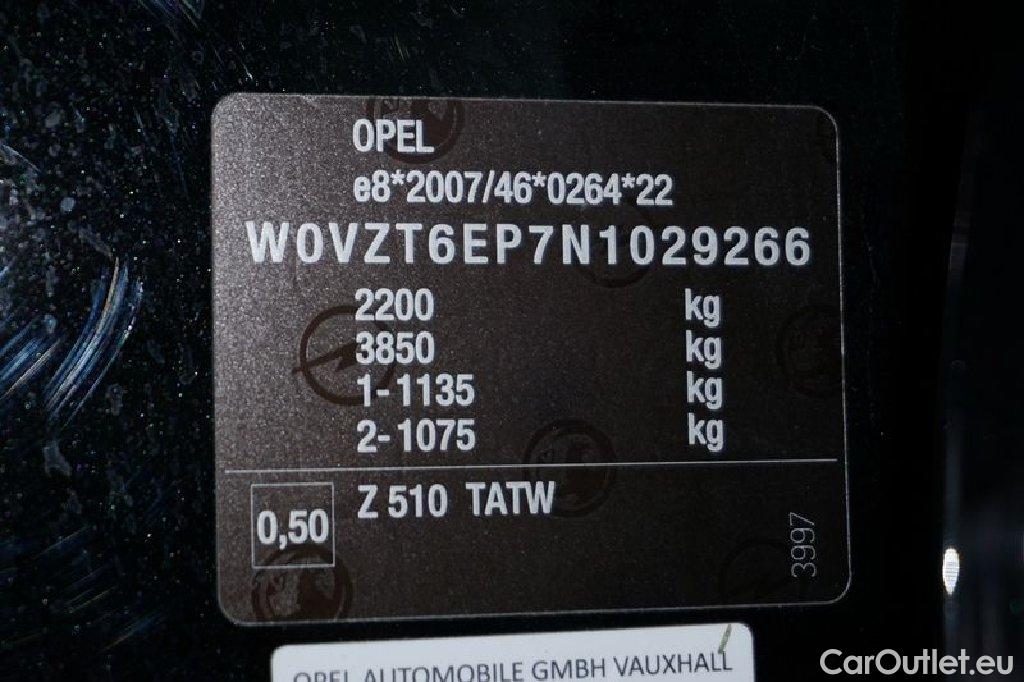 OPEL
e8*2007/46*0264*22
W0VZT6EP7N1029266
2200 kg
3850 kg
1-1135 kg
2-1075 kg
0,50 Z 510 TATW
3997
OPEL AUTOMOBILE GMBH VAUXHALL
CarOutlet.eu